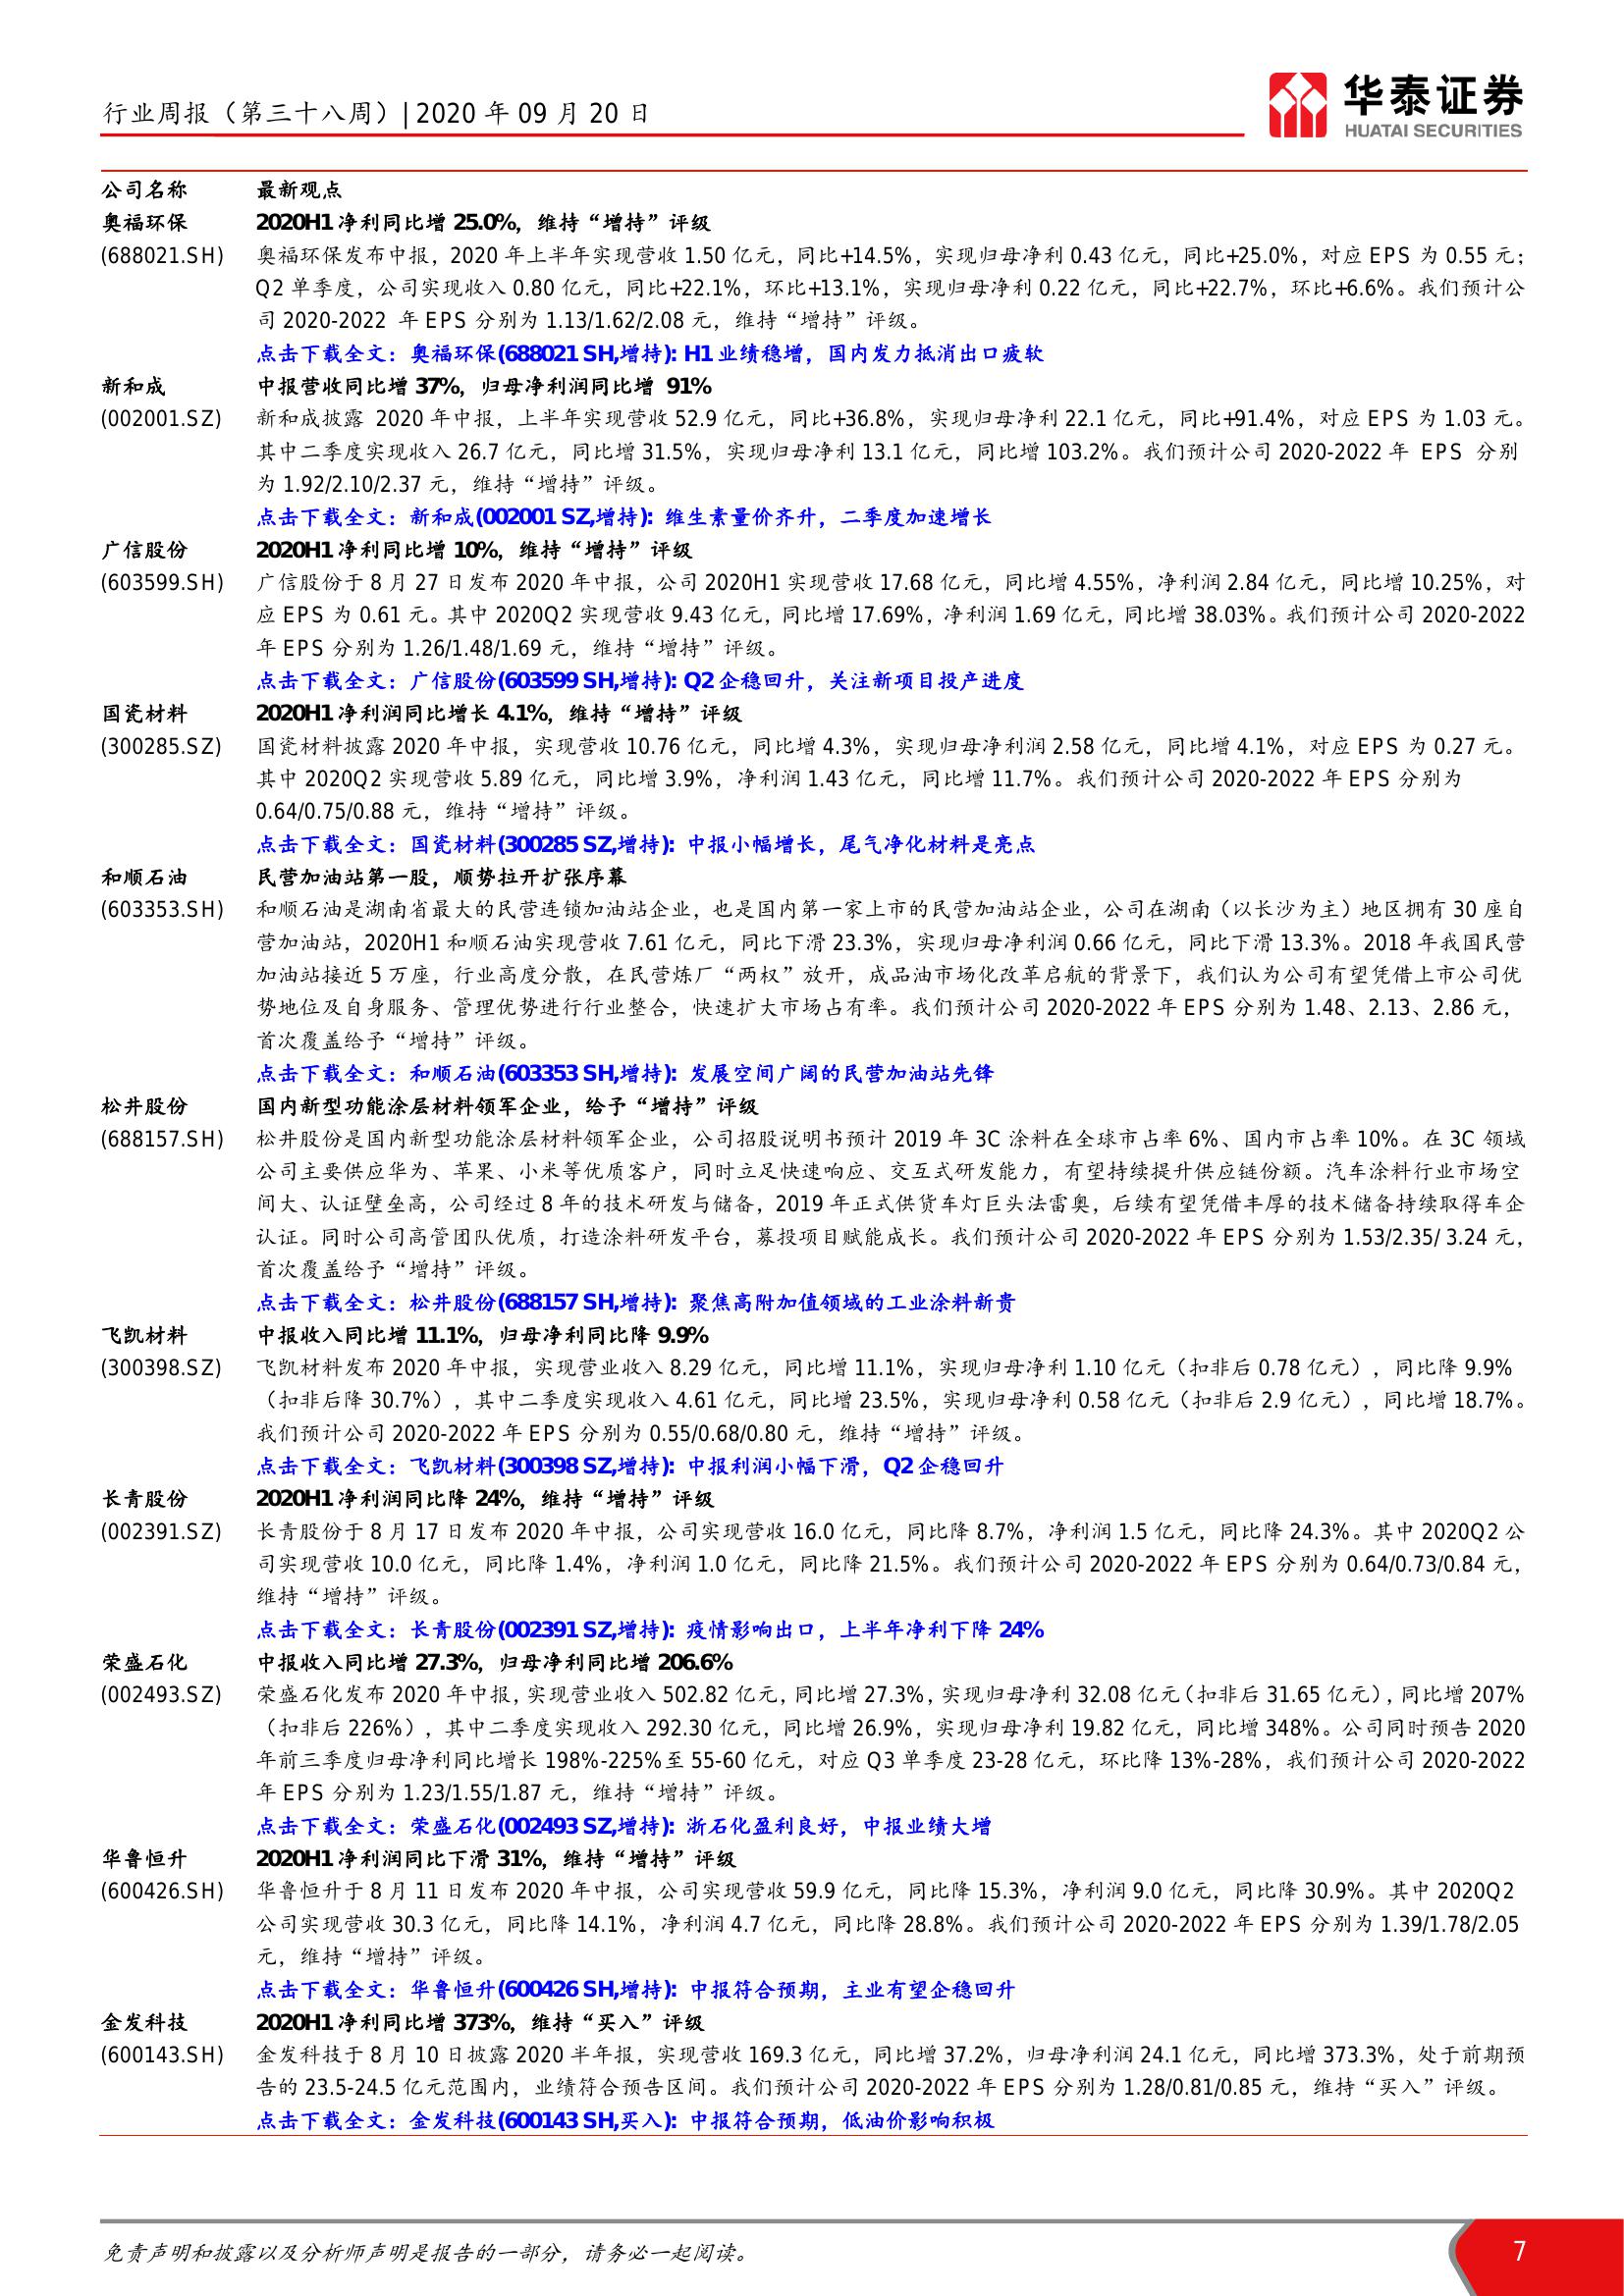 行业周报（第三十八周）| 2020 年 09 月 20 日
华泰证券
HUATAI SECURITIES
公司名称 最新观点
奥福环保 2020H1 净利同比增 25.0%，维持“增持”评级
(688021.SH) 奥福环保发布中报，2020 年上半年实现营收 1.50 亿元，同比+14.5%，实现归母净利 0.43 亿元，同比+25.0%，对应 EPS 为 0.55 元；
Q2 单季度，公司实现收入 0.80 亿元，同比+22.1%，环比+13.1%，实现归母净利 0.22 亿元，同比+22.7%，环比+6.6%。我们预计公
司 2020-2022 年 EPS 分别为 1.13/1.62/2.08 元，维持“增持”评级。
点击下载全文：奥福环保(688021 SH,增持): H1 业绩稳增，国内发力抵消出口疲软
新和成 中报营收同比增 37%，归母净利润同比增 91%
(002001.SZ) 新和成披露 2020 年中报，上半年实现营收 52.9 亿元，同比+36.8%，实现归母净利 22.1 亿元，同比+91.4%，对应 EPS 为 1.03 元。
其中二季度实现收入 26.7 亿元，同比增 31.5%，实现归母净利 13.1 亿元，同比增 103.2%。我们预计公司 2020-2022 年 EPS 分别
为 1.92/2.10/2.37 元，维持“增持”评级。
点击下载全文：新和成(002001 SZ,增持): 维生素量价齐升，二季度加速增长
广信股份 2020H1 净利同比增 10%，维持“增持”评级
(603599.SH) 广信股份于 8 月 27 日发布 2020 年中报，公司 2020H1 实现营收 17.68 亿元，同比增 4.55%，净利润 2.84 亿元，同比增 10.25%，对
应 EPS 为 0.61 元。其中 2020Q2 实现营收 9.43 亿元，同比增 17.69%，净利润 1.69 亿元，同比增 38.03%。我们预计公司 2020-2022
年 EPS 分别为 1.26/1.48/1.69 元，维持“增持”评级。
点击下载全文：广信股份(603599 SH,增持): Q2 企稳回升，关注新项目投产进度
国瓷材料 2020H1 净利润同比增长 4.1%，维持“增持”评级
(300285.SZ) 国瓷材料披露 2020 年中报，实现营收 10.76 亿元，同比增 4.3%，实现归母净利润 2.58 亿元，同比增 4.1%，对应 EPS 为 0.27 元。
其中 2020Q2 实现营收 5.89 亿元，同比增 3.9%，净利润 1.43 亿元，同比增 11.7%。我们预计公司 2020-2022 年 EPS 分别为
0.64/0.75/0.88 元，维持“增持”评级。
点击下载全文：国瓷材料(300285 SZ,增持): 中报小幅增长，尾气净化材料是亮点
和顺石油 民营加油站第一股，顺势拉开扩张序幕
(603353.SH) 和顺石油是湖南省最大的民营连锁加油站企业，也是国内第一家上市的民营加油站企业，公司在湖南（以长沙为主）地区拥有 30 座自
营加油站，2020H1 和顺石油实现营收 7.61 亿元，同比下滑 23.3%，实现归母净利润 0.66 亿元，同比下滑 13.3%。2018 年我国民营
加油站接近 5 万座，行业高度分散，在民营炼厂“两权”放开，成品油市场化改革启航的背景下，我们认为公司有望凭借上市公司优
势地位及自身服务、管理优势进行行业整合，快速扩大市场占有率。我们预计公司 2020-2022 年 EPS 分别为 1.48、2.13、2.86 元，
首次覆盖给予“增持”评级。
点击下载全文：和顺石油(603353 SH,增持): 发展空间广阔的民营加油站先锋
松井股份 国内新型功能涂层材料领军企业，给予“增持”评级
(688157.SH) 松井股份是国内新型功能涂层材料领军企业，公司招股说明书预计 2019 年 3C 涂料在全球市占率 6%、国内市占率 10%。在 3C 领域
公司主要供应华为、苹果、小米等优质客户，同时立足快速响应、交互式研发能力，有望持续提升供应链份额。汽车涂料行业市场空
间大、认证壁垒高，公司经过 8 年的技术研发与储备，2019 年正式供货车灯巨头法雷奥，后续有望凭借丰厚的技术储备持续取得车企
认证。同时公司高管团队优质，打造涂料研发平台，募投项目赋能成长。我们预计公司 2020-2022 年 EPS 分别为 1.53/2.35/ 3.24 元，
首次覆盖给予“增持”评级。
点击下载全文：松井股份(688157 SH,增持): 聚焦高附加值领域的工业涂料新贵
飞凯材料 中报收入同比增 11.1%，归母净利同比降 9.9%
(300398.SZ) 飞凯材料发布 2020 年中报，实现营业收入 8.29 亿元，同比增 11.1%，实现归母净利 1.10 亿元（扣非后 0.78 亿元），同比降 9.9%
（扣非后降 30.7%），其中二季度实现收入 4.61 亿元，同比增 23.5%，实现归母净利 0.58 亿元（扣非后 2.9 亿元），同比增 18.7%。
我们预计公司 2020-2022 年 EPS 分别为 0.55/0.68/0.80 元，维持“增持”评级。
点击下载全文：飞凯材料(300398 SZ,增持): 中报利润小幅下滑，Q2 企稳回升
长青股份 2020H1 净利润同比降 24%，维持“增持”评级
(002391.SZ) 长青股份于 8 月 17 日发布 2020 年中报，公司实现营收 16.0 亿元，同比降 8.7%，净利润 1.5 亿元，同比降 24.3%。其中 2020Q2 公
司实现营收 10.0 亿元，同比降 1.4%，净利润 1.0 亿元，同比降 21.5%。我们预计公司 2020-2022 年 EPS 分别为 0.64/0.73/0.84 元，
维持“增持”评级。
点击下载全文：长青股份(002391 SZ,增持): 疫情影响出口，上半年净利下降 24%
荣盛石化 中报收入同比增 27.3%，归母净利同比增 206.6%
(002493.SZ) 荣盛石化发布 2020 年中报，实现营业收入 502.82 亿元，同比增 27.3%，实现归母净利 32.08 亿元（扣非后 31.65 亿元），同比增 207%
（扣非后 226%），其中二季度实现收入 292.30 亿元，同比增 26.9%，实现归母净利 19.82 亿元，同比增 348%。公司同时预告 2020
年前三季度归母净利同比增长 198%-225%至 55-60 亿元，对应 Q3 单季度 23-28 亿元，环比降 13%-28%，我们预计公司 2020-2022
年 EPS 分别为 1.23/1.55/1.87 元，维持“增持”评级。
点击下载全文：荣盛石化(002493 SZ,增持): 浙石化盈利良好，中报业绩大增
华鲁恒升 2020H1 净利润同比下滑 31%，维持“增持”评级
(600426.SH) 华鲁恒升于 8 月 11 日发布 2020 年中报，公司实现营收 59.9 亿元，同比降 15.3%，净利润 9.0 亿元，同比降 30.9%。其中 2020Q2
公司实现营收 30.3 亿元，同比降 14.1%，净利润 4.7 亿元，同比降 28.8%。我们预计公司 2020-2022 年 EPS 分别为 1.39/1.78/2.05
元，维持“增持”评级。
点击下载全文：华鲁恒升(600426 SH,增持): 中报符合预期，主业有望企稳回升
金发科技 2020H1 净利同比增 373%，维持“买入”评级
(600143.SH) 金发科技于 8 月 10 日披露 2020 半年报，实现营收 169.3 亿元，同比增 37.2%，归母净利润 24.1 亿元，同比增 373.3%，处于前期预
告的 23.5-24.5 亿元范围内，业绩符合预告区间。我们预计公司 2020-2022 年 EPS 分别为 1.28/0.81/0.85 元，维持“买入”评级。
点击下载全文：金发科技(600143 SH,买入): 中报符合预期，低油价影响积极
免责声明和披露以及分析师声明是报告的一部分，请务必一起阅读。 7